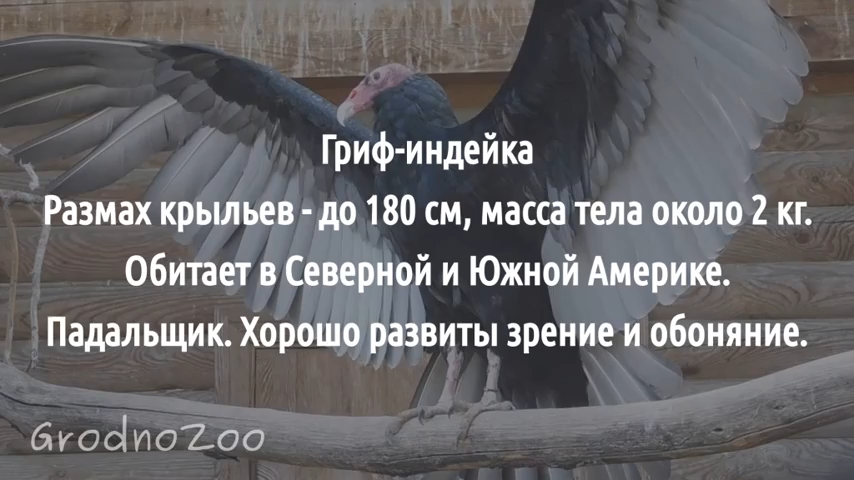 Гриф-индейка
Размах крыльев - до 180 см, масса тела около 2 кг.
Обитает в Северной и Южной Америке.
Падальщик. Хорошо развиты зрение и обоняние.
GrodnoZoo